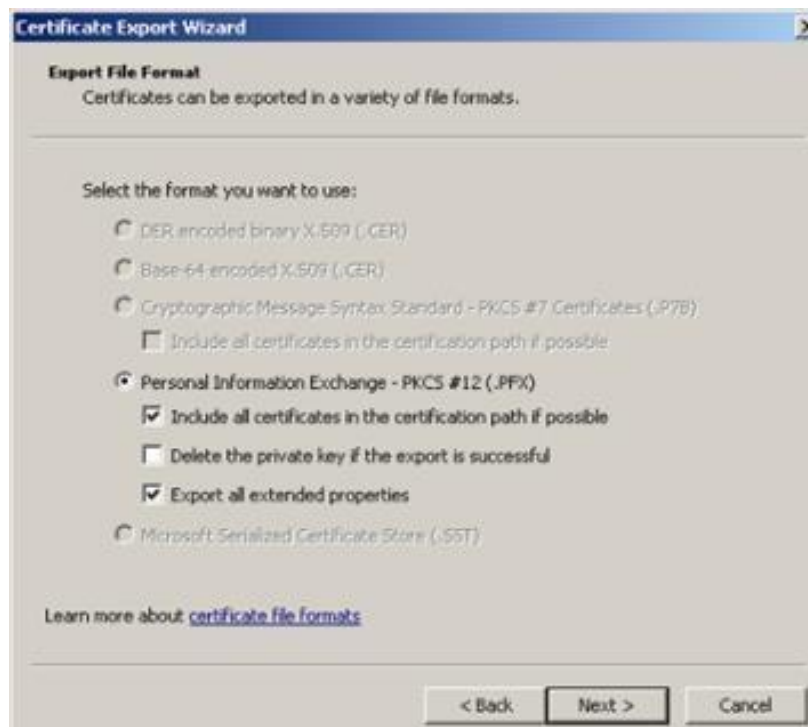 Certificate Export Wizard
Export File Format
Certificates can be exported in a variety of file formats.
Select the format you want to use:
DER encoded binary X.509 (.CER)
Base-64 encoded X.509 (.CER)
Cryptographic Message Syntax Standard - PKCS #7 Certificates (.P7B)
Include all certificates in the certification path if possible
Personal Information Exchange - PKCS #12 (.PFX)
Include all certificates in the certification path if possible
Delete the private key if the export is successful
Export all extended properties
Microsoft Serialized Certificate Store (.SST)
Learn more about certificate file formats
< Back Next > Cancel